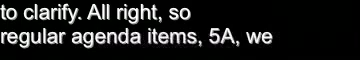 to clarify. All right, so
regular agenda items, 5A, we